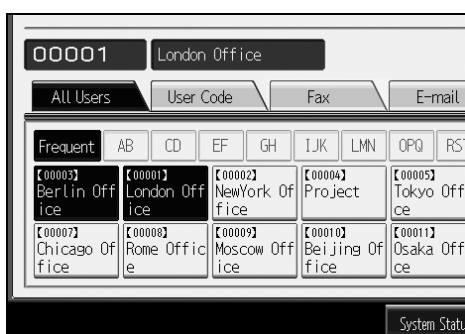 00001 London Office
All Users User Code Fax E-mail
Frequent AB CD EF GH IJK LMN OPQ RS
【00003】 【00001】 【00002】 【00004】 【00005】
Berlin Off London Off NewYork Of Project Tokyo Off
ice ice fice ce
【00007】 【00008】 【00009】 【00010】 【00011】
Chicago Of Rome Offic Moscow Off Beijing Of Osaka Off
fice e ice fice ce
System Statu